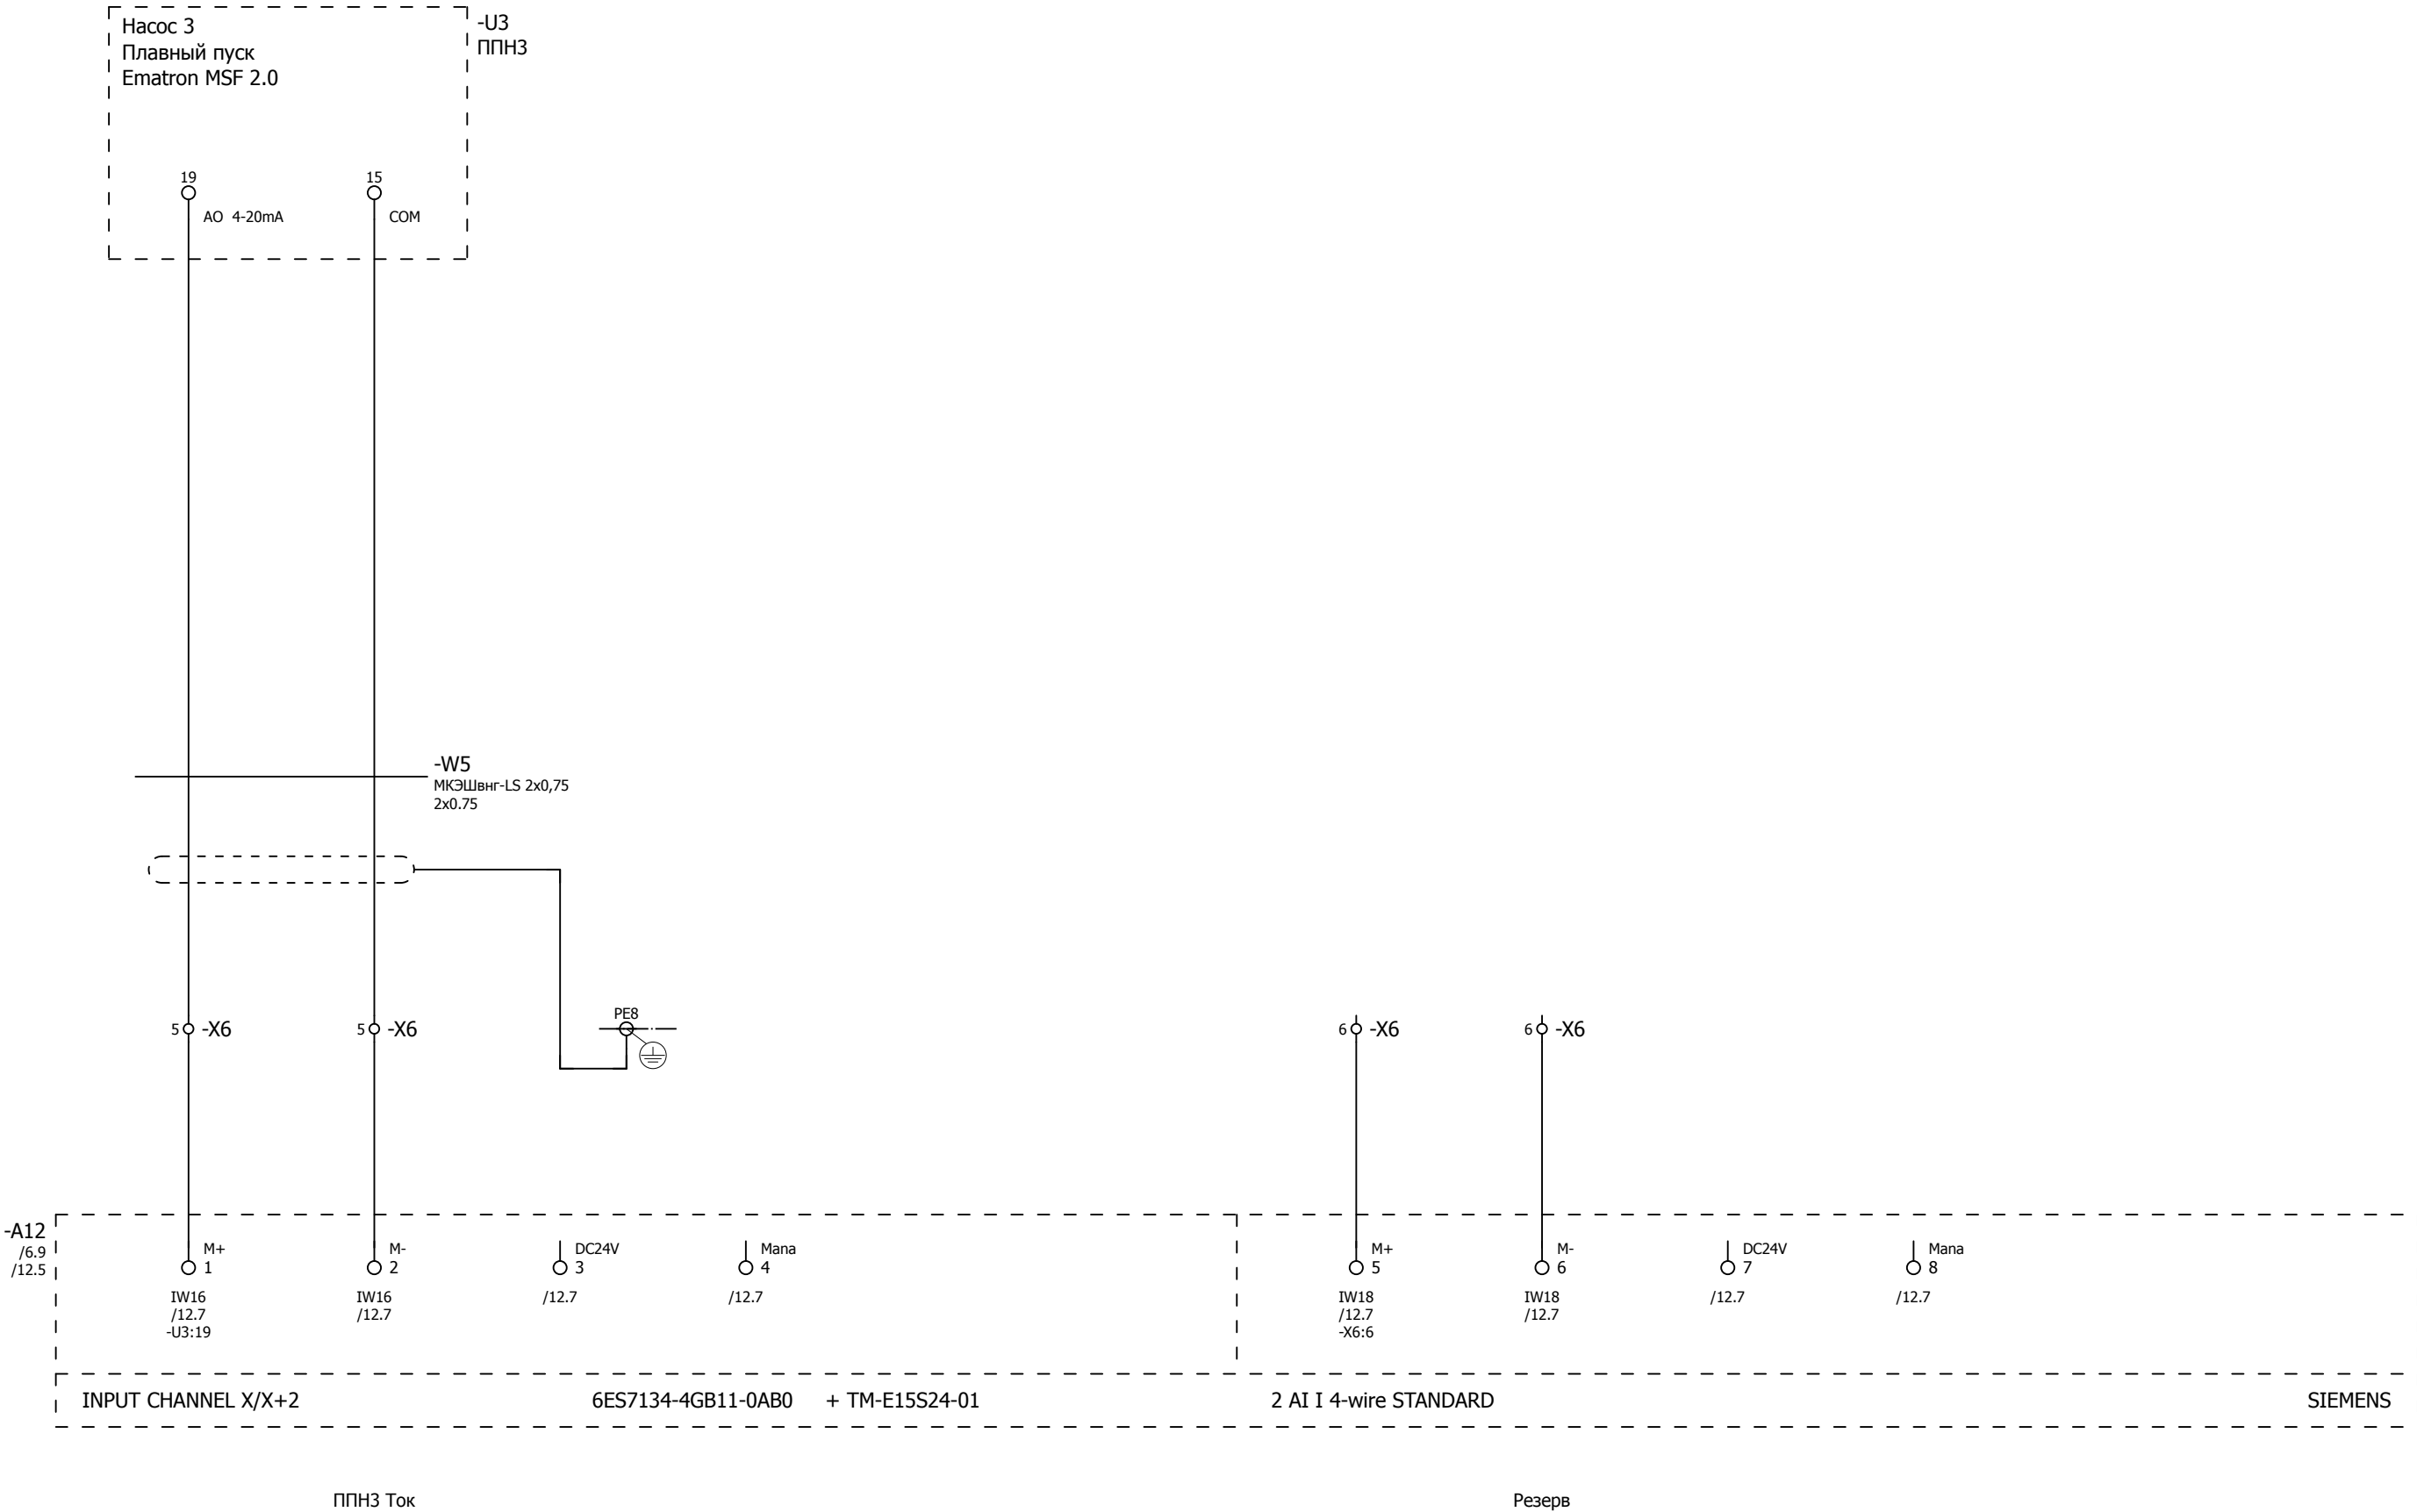 Насос 3
Плавный пуск
Ematron MSF 2.0
-U3
ППН3
19
15
AO 4-20mA
COM
-W5
МКЭШвнг-LS 2x0,75
2x0.75
5 -X6
5 -X6
PE8
6 -X6
6 -X6
-A12
/6.9
/12.5
M+
1
IW16
/12.7
-U3:19
M-
2
IW16
/12.7
DC24V
3
/12.7
Mana
4
/12.7
M+
5
IW18
/12.7
-X6:6
M-
6
IW18
/12.7
DC24V
7
/12.7
Mana
8
/12.7
INPUT CHANNEL X/X+2
6ES7134-4GB11-0AB0 + TM-E15S24-01
2 AI I 4-wire STANDARD
SIEMENS
ППН3 Ток
Резерв